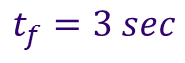 t_f = 3 sec